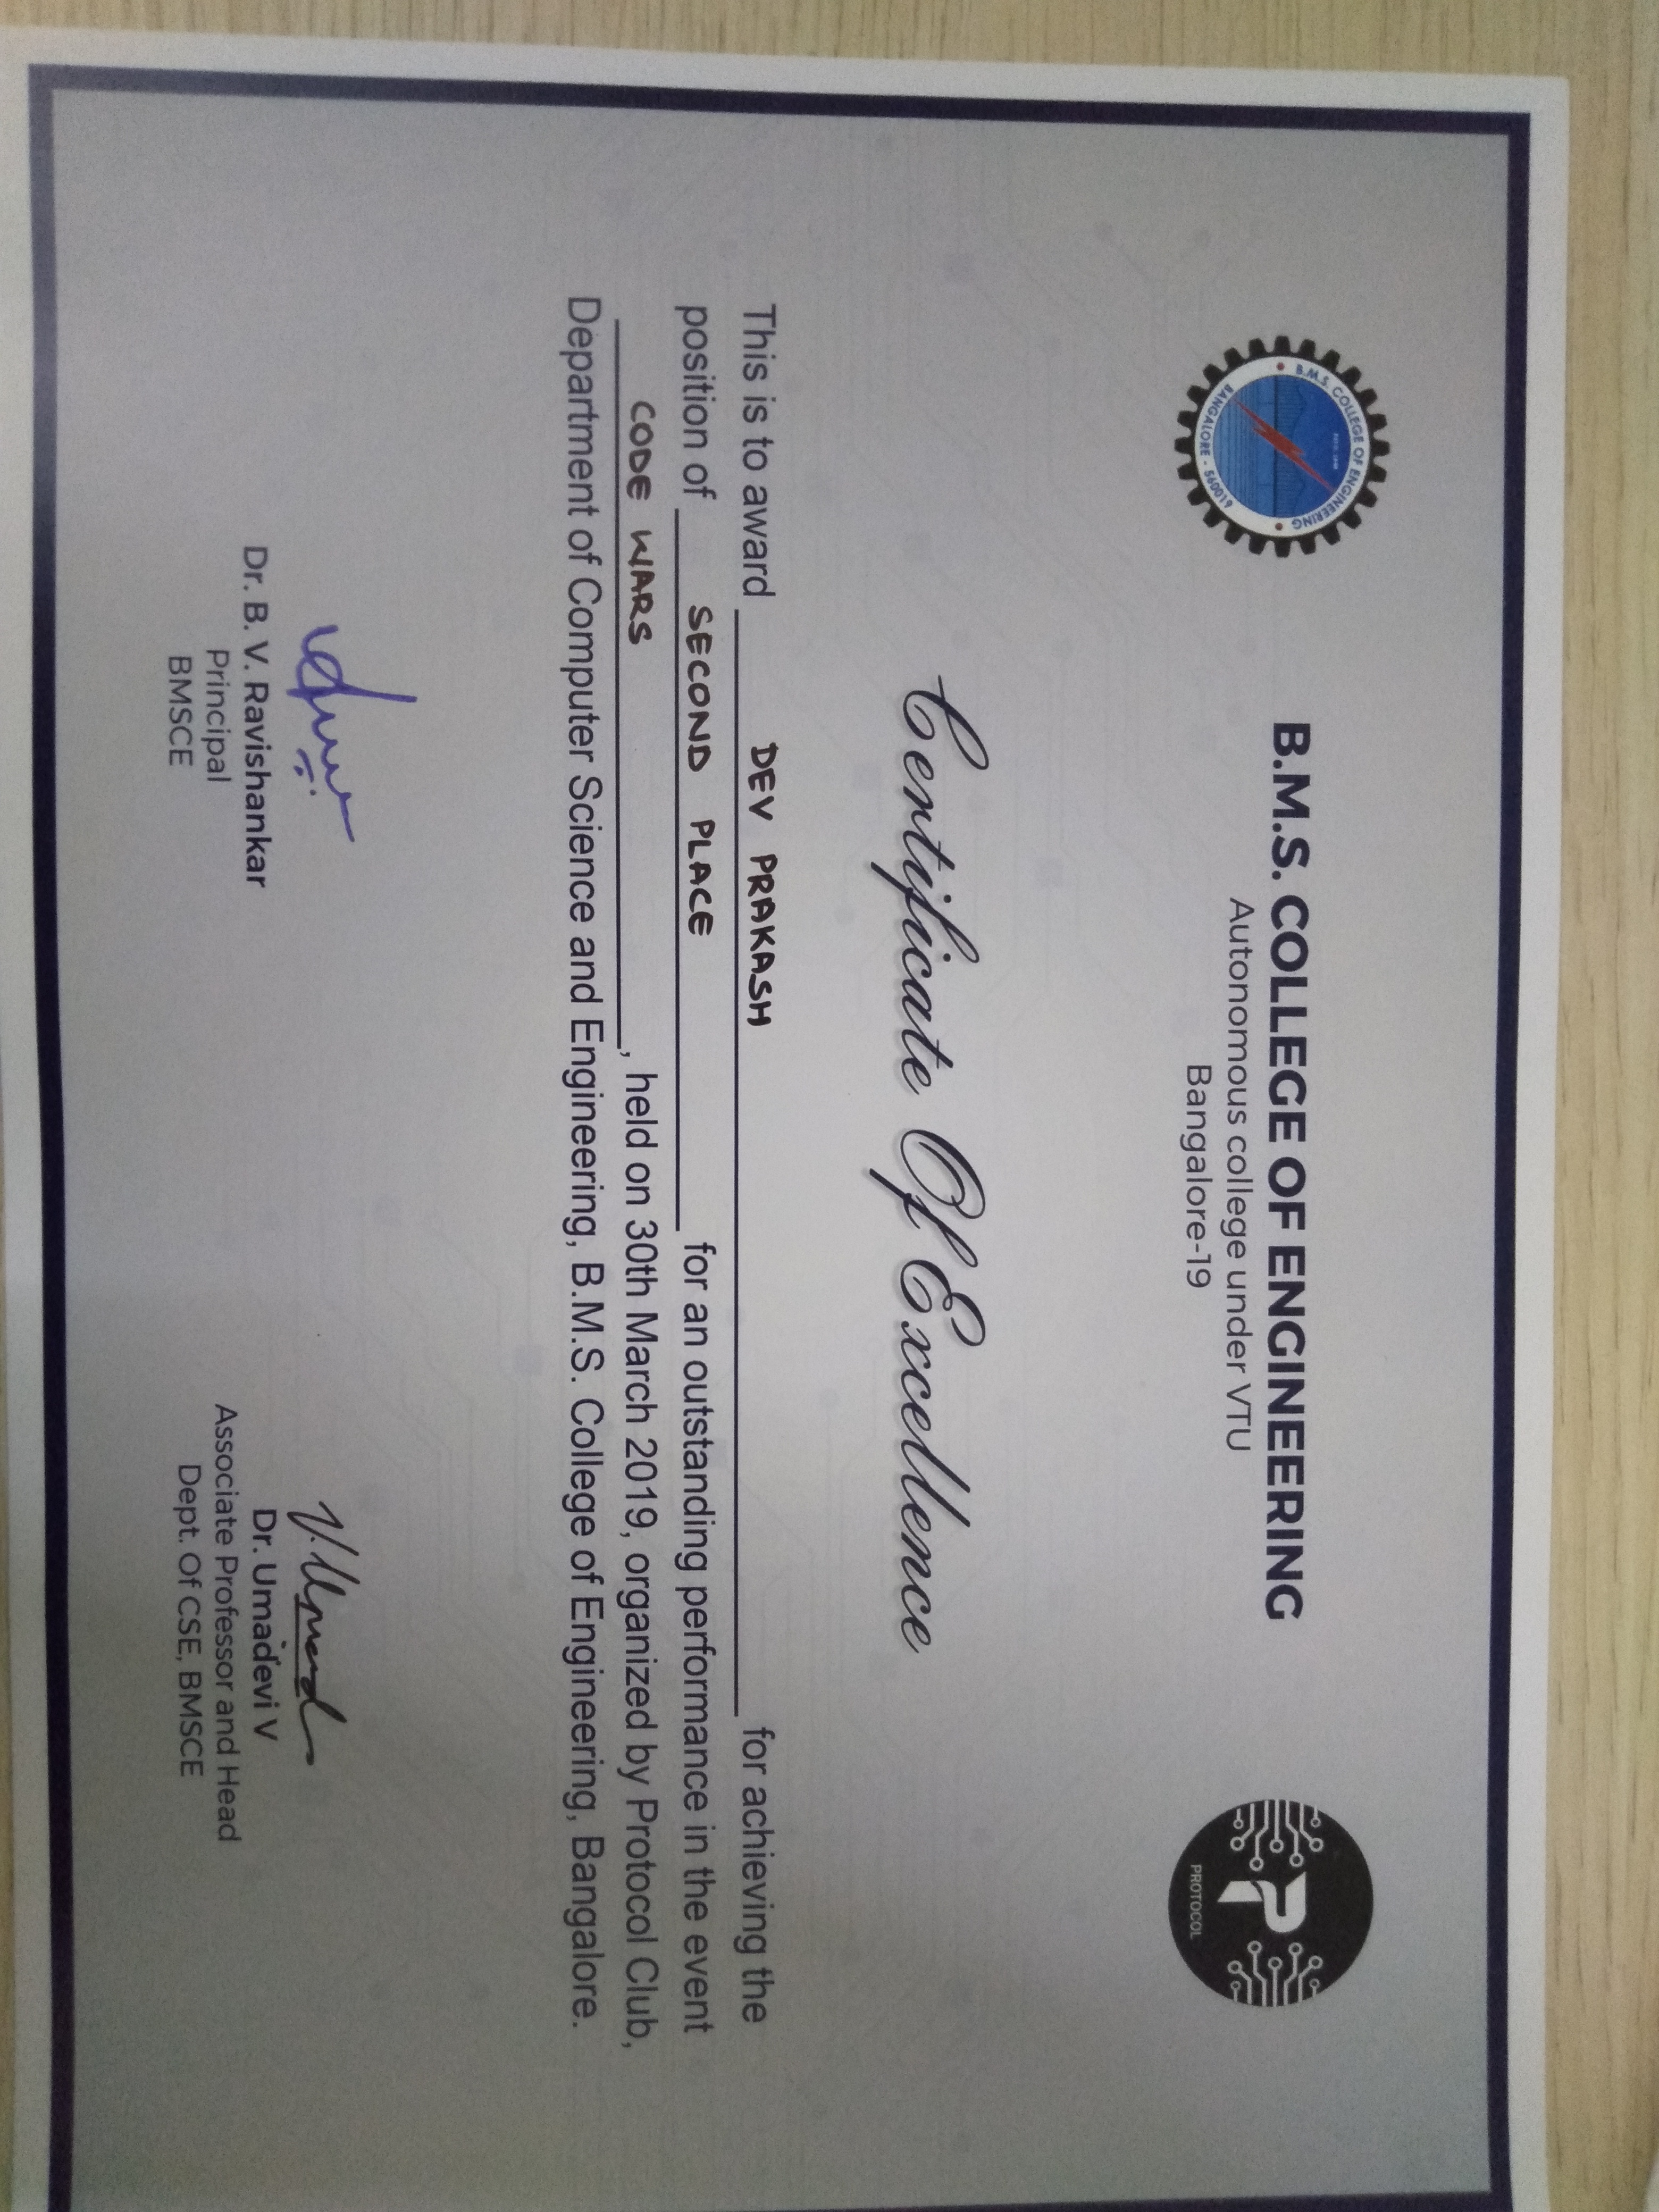 B.M.S. COLLEGE OF ENGINEERING
BANGALORE - 560019
B.M.S. COLLEGE OF ENGINEERING
Autonomous college under VTU
Bangalore-19
PROTOCOL
Certificate Of Excellence
This is to award DEV PRAKASH for achieving the
position of SECOND PLACE for an outstanding performance in the event
CODE WARS, held on 30th March 2019, organized by Protocol Club,
Department of Computer Science and Engineering, B.M.S. College of Engineering, Bangalore.
Dr. B. V. Ravishankar
Principal
BMSCE
Dr. Umadevi V
Associate Professor and Head
Dept. Of CSE, BMSCE